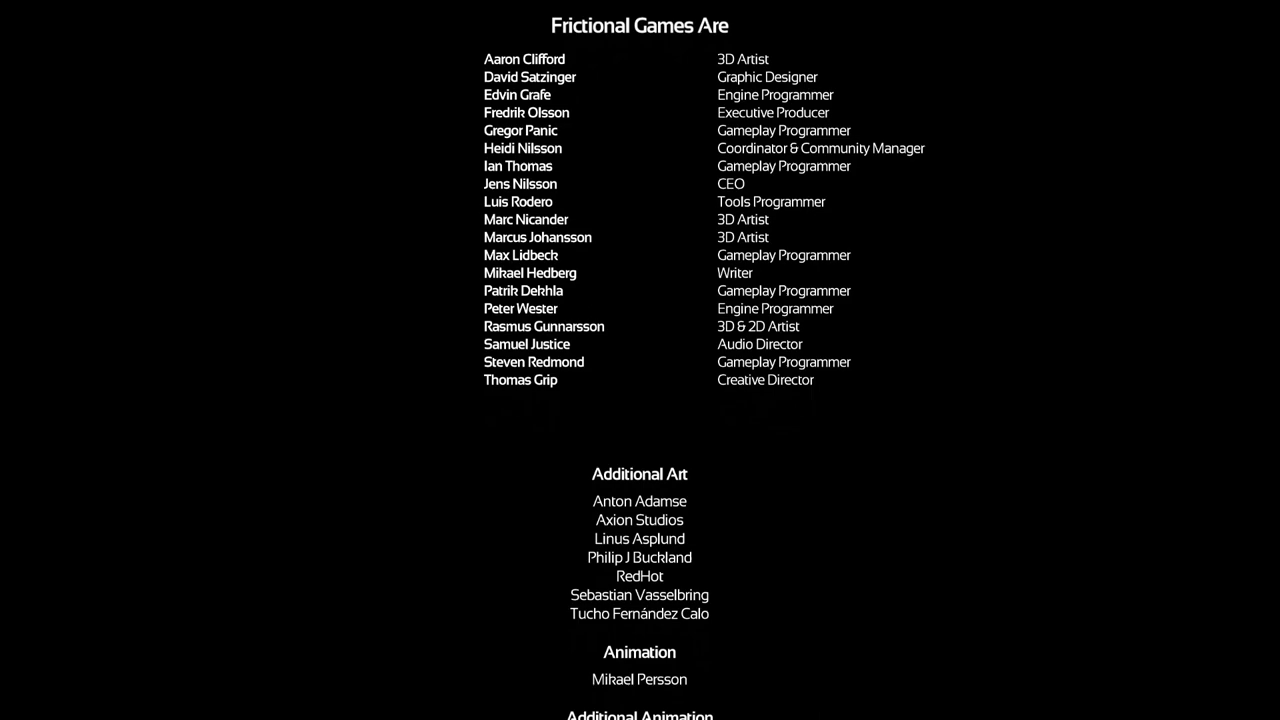 Frictional Games Are
Aaron Clifford 3D Artist
David Satzinger Graphic Designer
Edvin Grafe Engine Programmer
Fredrik Olsson Executive Producer
Gregor Panic Gameplay Programmer
Heidi Nilsson Coordinator & Community Manager
Ian Thomas Gameplay Programmer
Jens Nilsson CEO
Luis Rodero Tools Programmer
Marc Nicander 3D Artist
Marcus Johansson 3D Artist
Max Lidbeck Gameplay Programmer
Mikael Hedberg Writer
Patrik Dekhla Gameplay Programmer
Peter Wester Engine Programmer
Rasmus Gunnarsson 3D & 2D Artist
Samuel Justice Audio Director
Steven Redmond Gameplay Programmer
Thomas Grip Creative Director
Additional Art
Anton Adamse
Axion Studios
Linus Asplund
Philip J Buckland
RedHot
Sebastian Vasselbring
Tucho Fernández Calo
Animation
Mikael Persson
Additional Animation